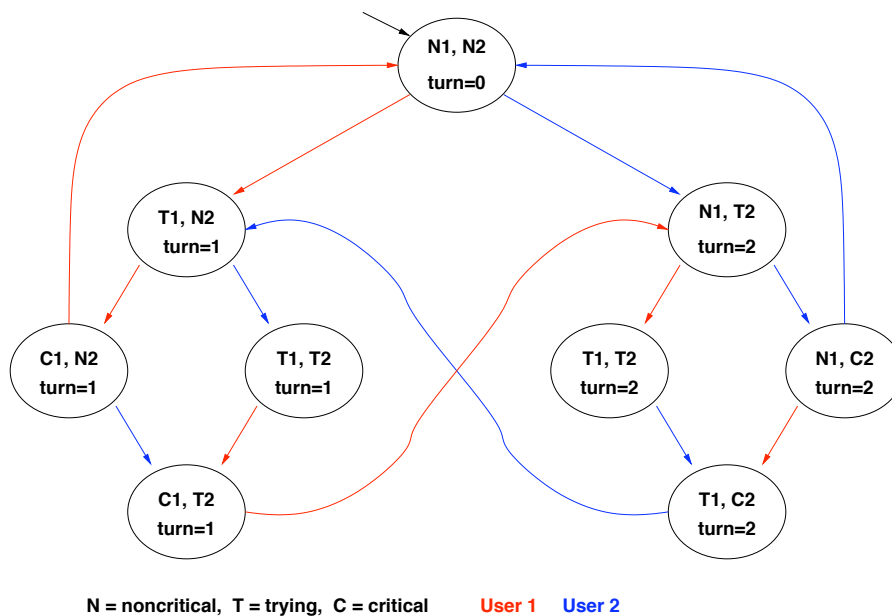 N1, N2
turn=0
T1, N2
turn=1
N1, T2
turn=2
C1, N2
turn=1
T1, T2
turn=1
T1, T2
turn=2
N1, C2
turn=2
C1, T2
turn=1
T1, C2
turn=2
N = noncritical, T = trying, C = critical User 1 User 2